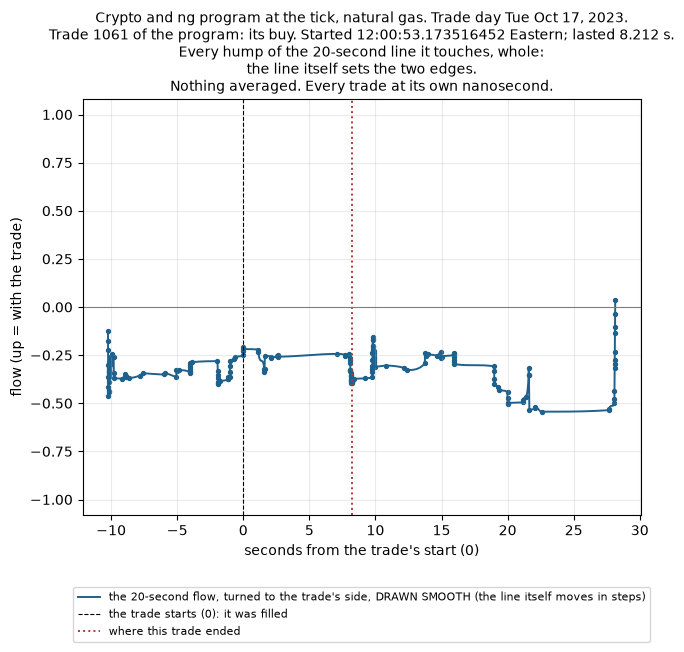 Crypto and ng program at the tick, natural gas. Trade day Tue Oct 17, 2023.
Trade 1061 of the program: its buy. Started 12:00:53.173516452 Eastern; lasted 8.212 s.
Every hump of the 20-second line it touches, whole:
the line itself sets the two edges.
Nothing averaged. Every trade at its own nanosecond.
1.00
0.75
0.50
0.25
0.00
−0.25
−0.50
−0.75
−1.00
flow (up = with the trade)
−10
−5
0
5
10
15
20
25
30
seconds from the trade's start (0)
the 20-second flow, turned to the trade's side, DRAWN SMOOTH (the line itself moves in steps)
the trade starts (0): it was filled
where this trade ended